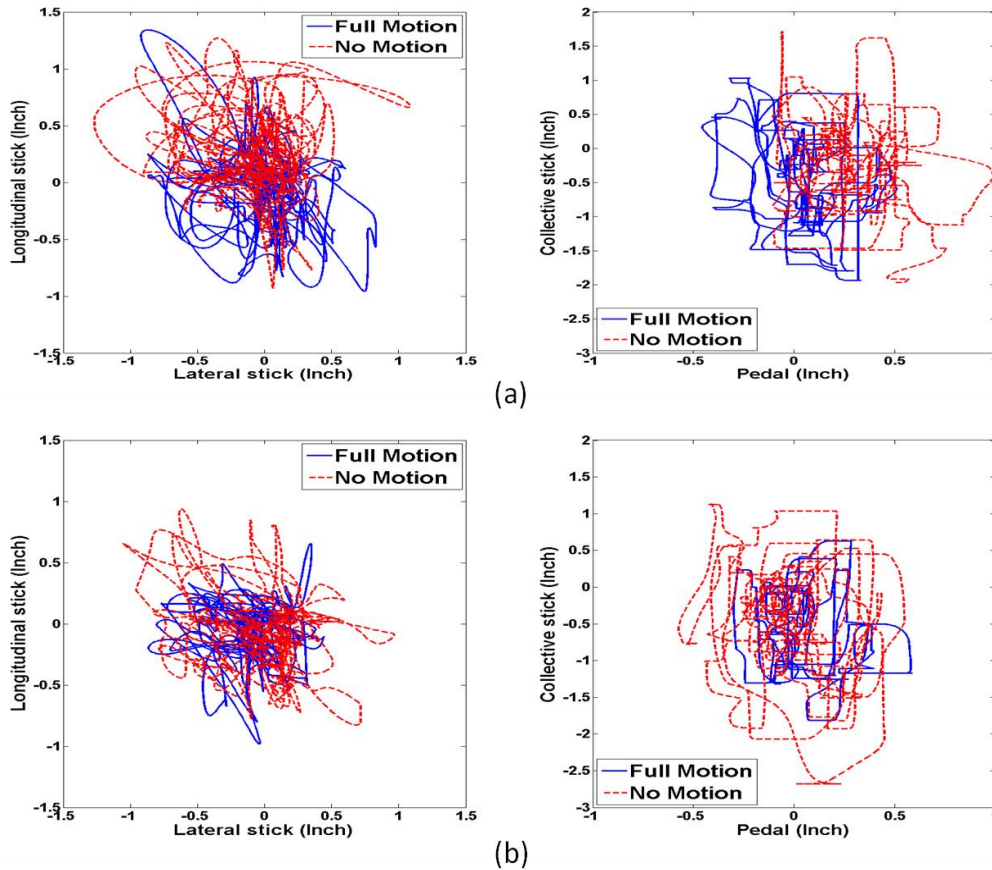 Longitudinal stick (Inch)
1.5
1
0.5
0
-0.5
-1
-1.5
Full Motion
No Motion
-1.5 -1 -0.5 0 0.5 1 1.5
Lateral stick (Inch)
Collective stick (Inch)
2
1.5
1
0.5
0
-0.5
-1
-1.5
-2
-2.5
-3
Full Motion
No Motion
-1 -0.5 0 0.5
Pedal (Inch)
(a)
Longitudinal stick (Inch)
1.5
1
0.5
0
-0.5
-1
-1.5
Full Motion
No Motion
-1.5 -1 -0.5 0 0.5 1 1.5
Lateral stick (Inch)
Collective stick (Inch)
2
1.5
1
0.5
0
-0.5
-1
-1.5
-2
-2.5
-3
Full Motion
No Motion
-1 -0.5 0 0.5
Pedal (Inch)
(b)